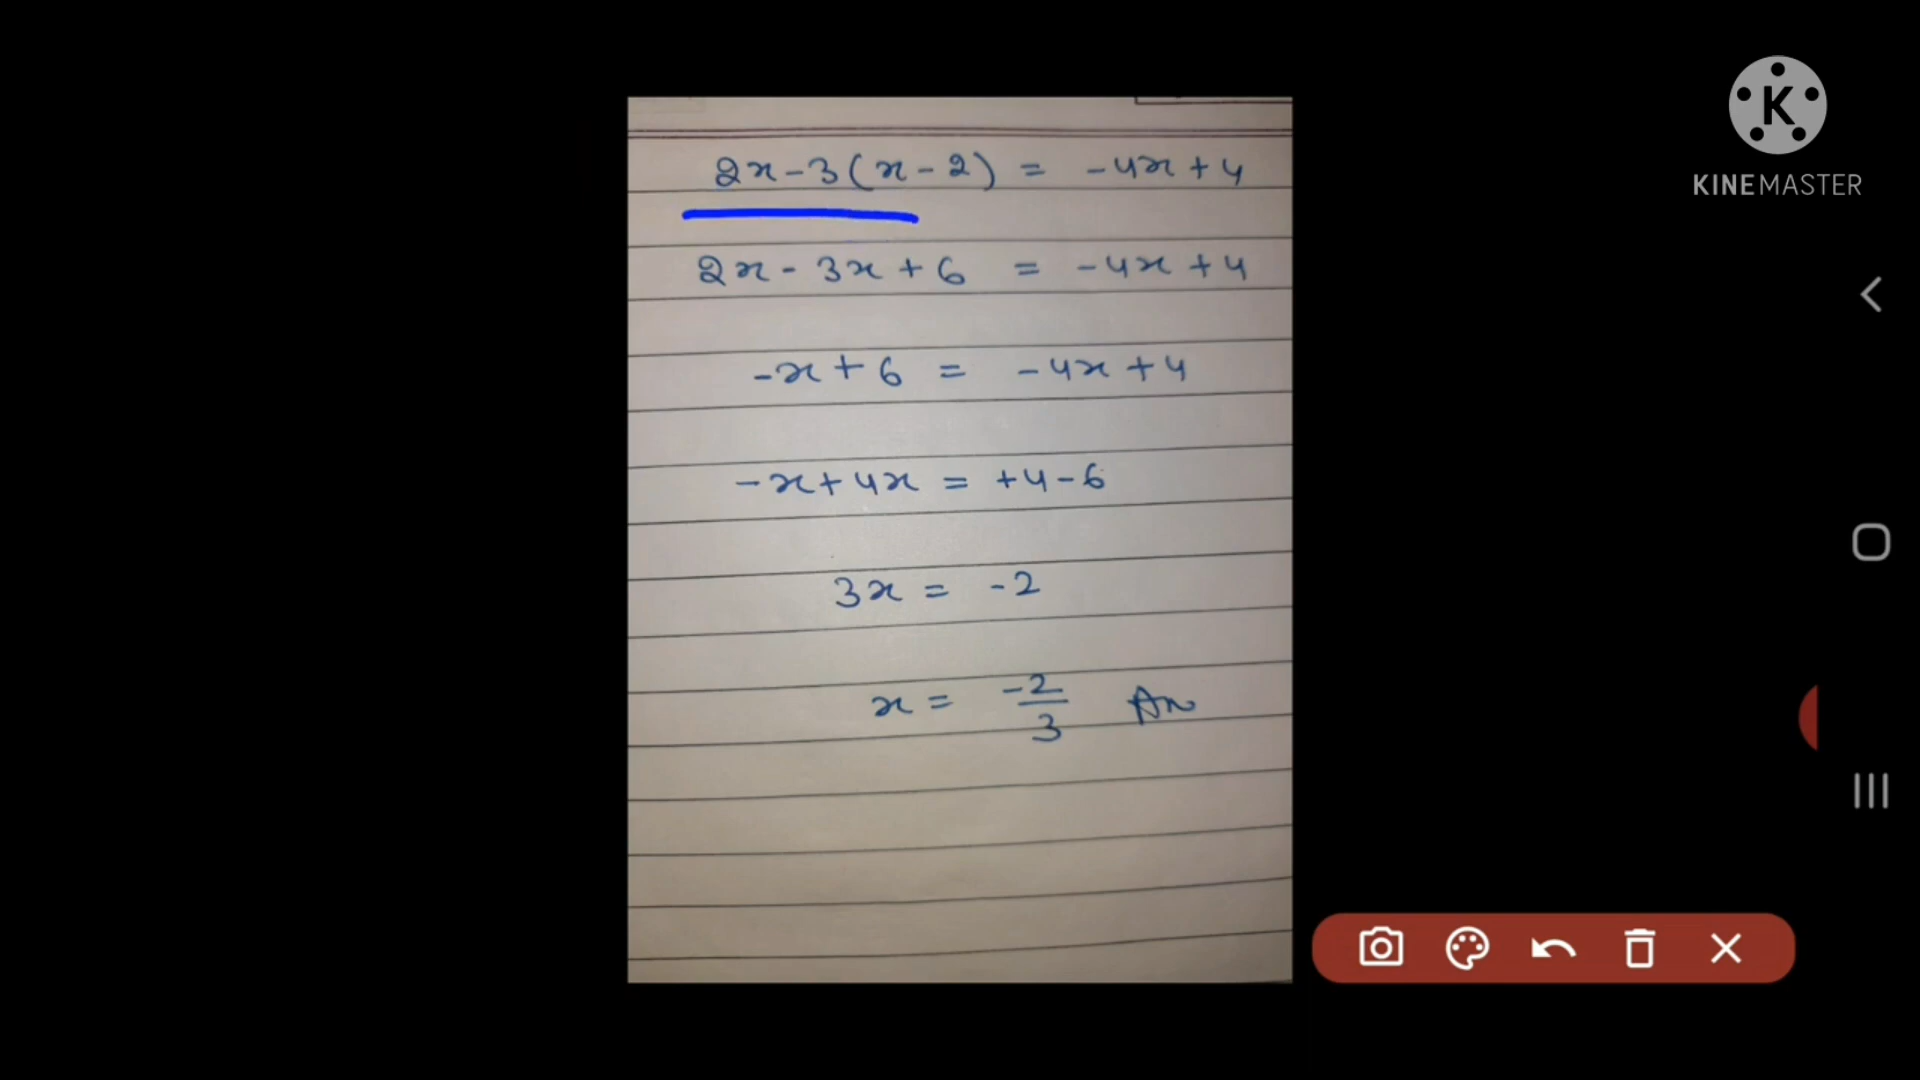 2x - 3(x - 2) = -4x + 4
2x - 3x + 6 = -4x + 4
-x + 6 = -4x + 4
-x + 4x = +4 - 6
3x = -2
x = -2/3 An
KINEMASTER